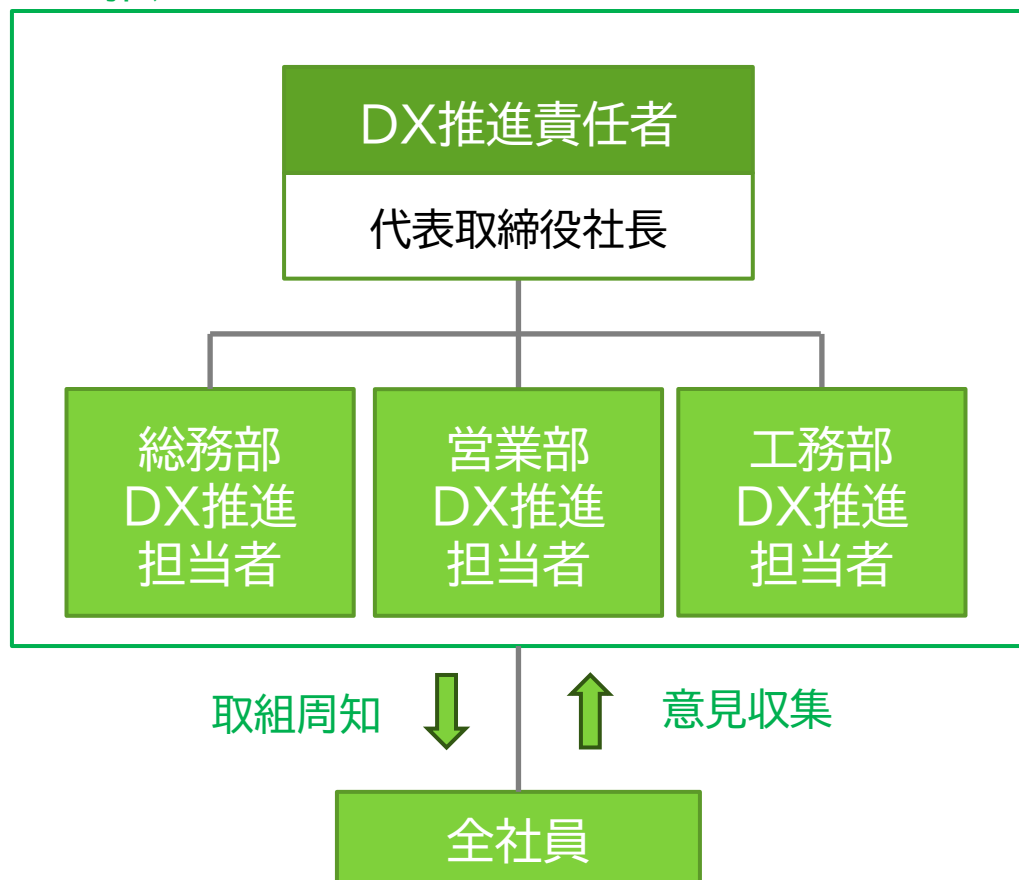 DX推進責任者
代表取締役社長
総務部
DX推進
担当者
営業部
DX推進
担当者
工務部
DX推進
担当者
取組周知
意見収集
全社員